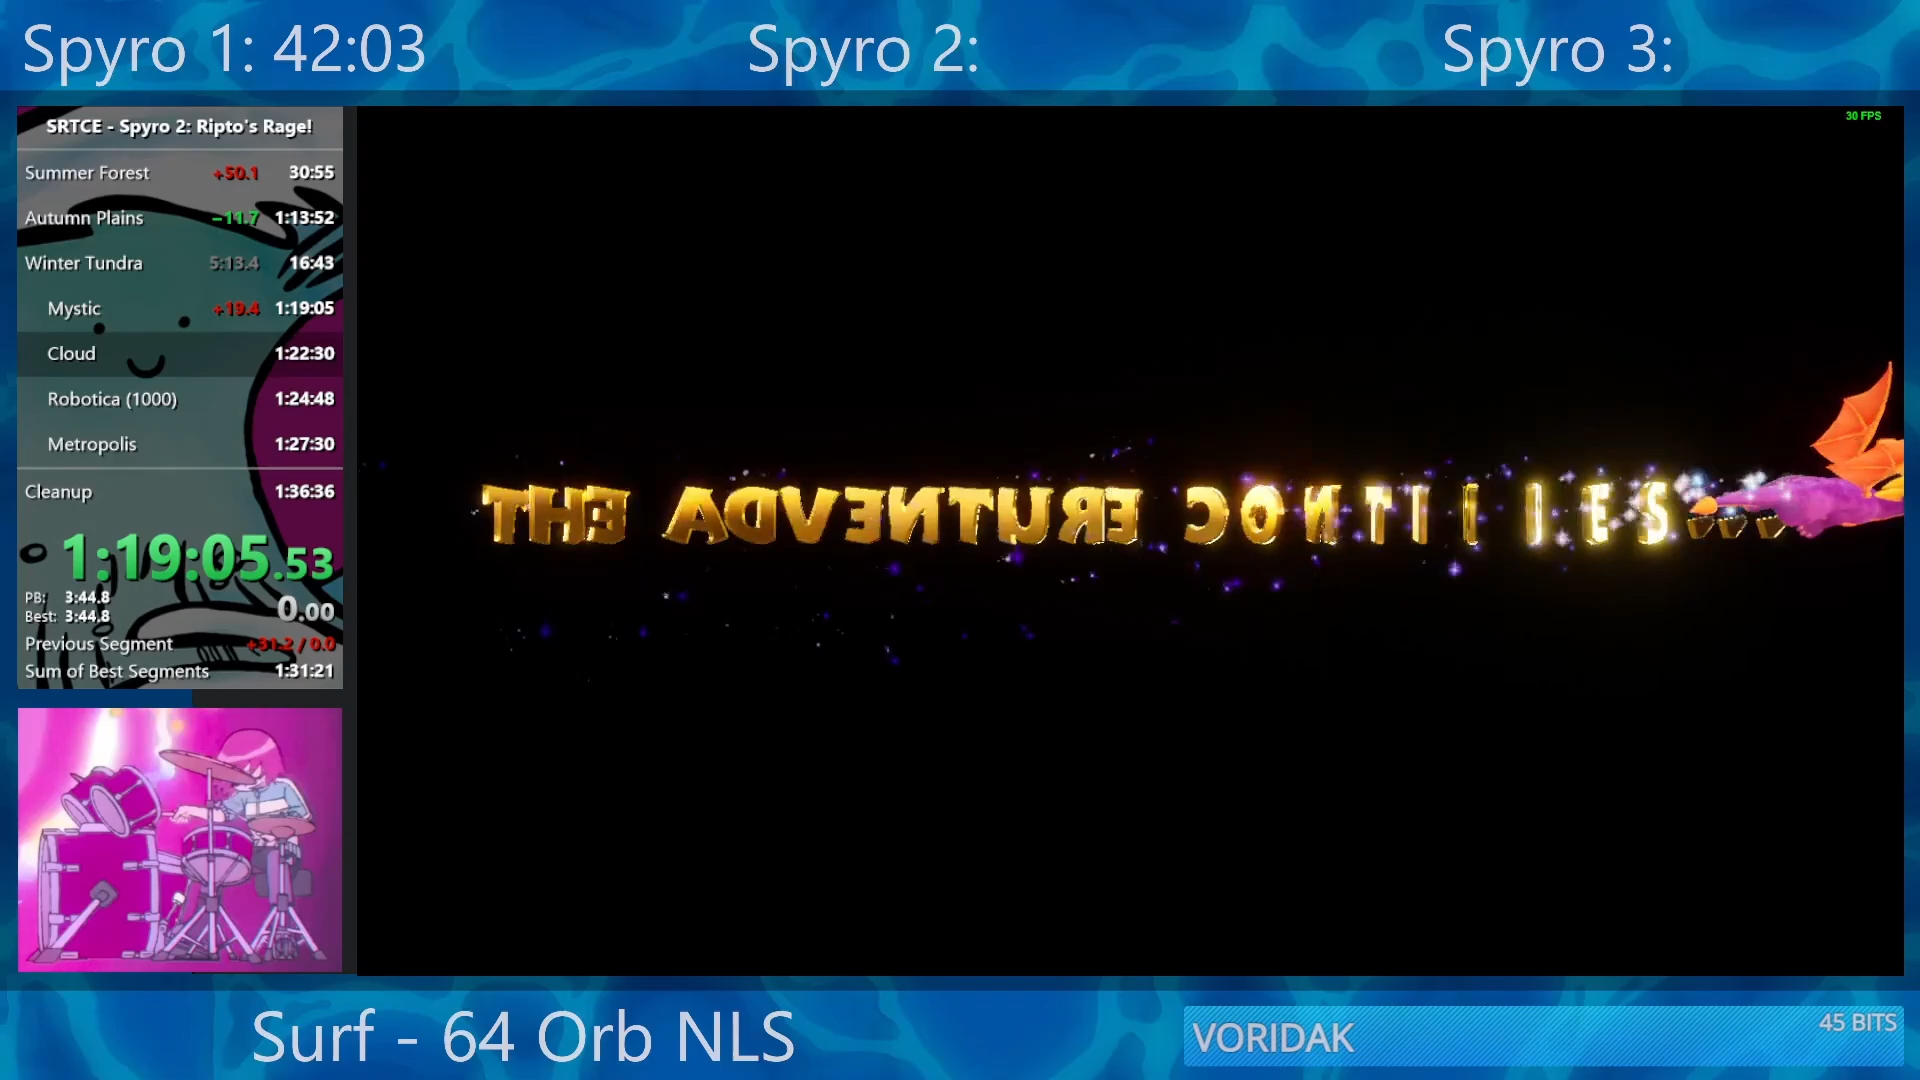 Spyro 1: 42:03
Spyro 2:
Spyro 3:
SRTCE - Spyro 2: Ripto's Rage!
Summer Forest +50.1 30:55
Autumn Plains −11.7 1:13:52
Winter Tundra 5:13.4 16:43
Mystic +19.4 1:19:05
Cloud 1:22:30
Robotica (1000) 1:24:48
Metropolis 1:27:30
Cleanup 1:36:36
1:19:05.53
PB: 3:44.8
Best: 3:44.8
0.00
Previous Segment +31.2 / 0.0
Sum of Best Segments 1:31:21
30 FPS
THE ADVENTURE CONTINUES...
Surf - 64 Orb NLS
VORIDAK
45 BITS